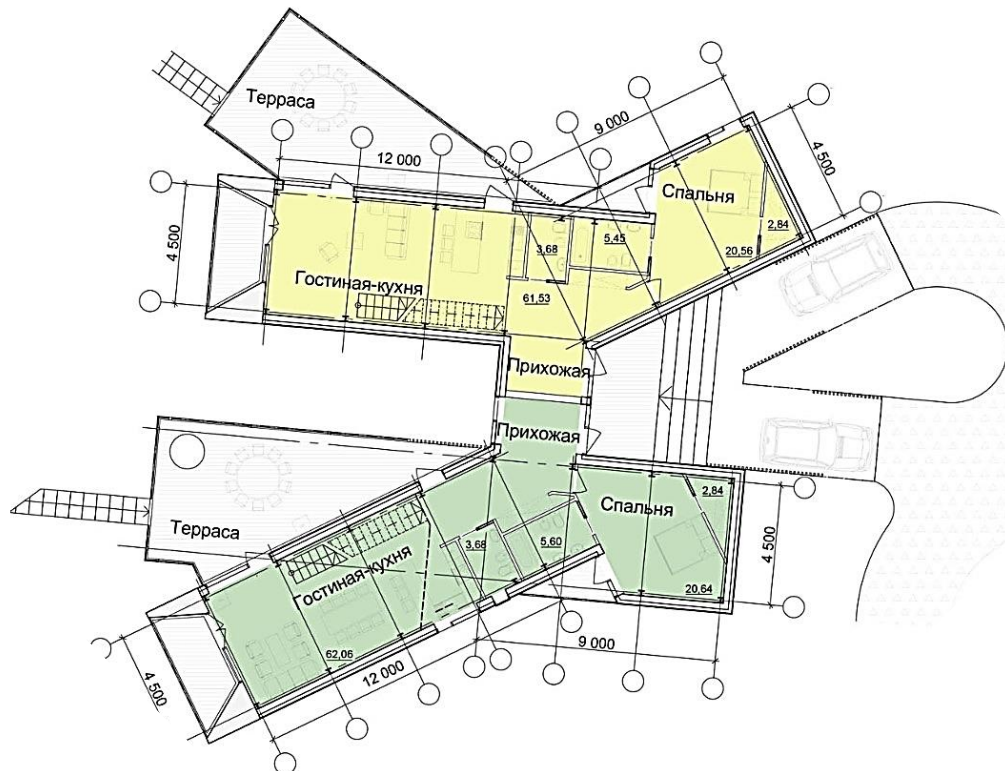 Терраса
9 000
12 000
4 500
Спальня
2,84
5,45
3,68
20,56
4 500
Гостиная-кухня
61,53
Прихожая
Прихожая
Спальня
2,84
Терраса
3,68
5,60
4 500
Гостиная-кухня
20,64
62,06
9 000
12 000
4 500